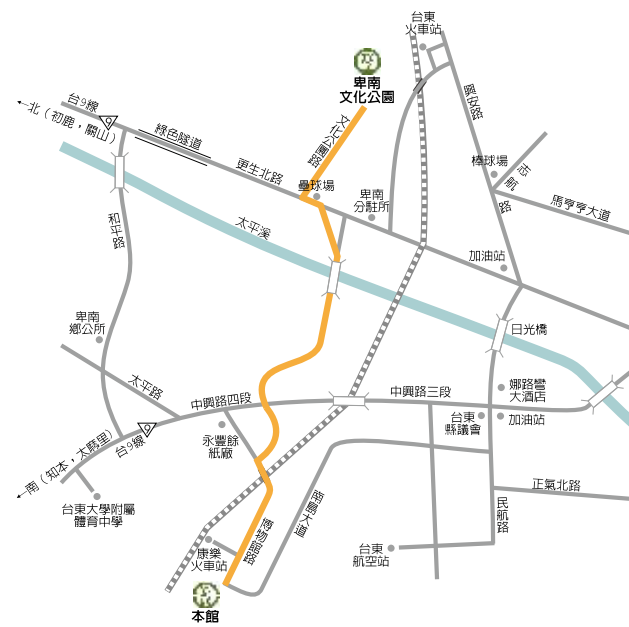 台東
火車站
卑南
文化公園
台9線
北（初鹿，關山）
綠色隧道
文化公園路
興安路
更生北路
壘球場
棒球場
志航路
卑南
分駐所
馬亨亨大道
和平路
太平溪
加油站
卑南
鄉公所
日光橋
太平路
中興路四段
中興路三段
娜路彎
大酒店
台東
縣議會
加油站
永豐餘
紙廠
台9線
南（知本，太麻里）
正氣北路
台東大學附屬
體育中學
南島大道
博物館路
民航路
康樂
火車站
台東
航空站
本館